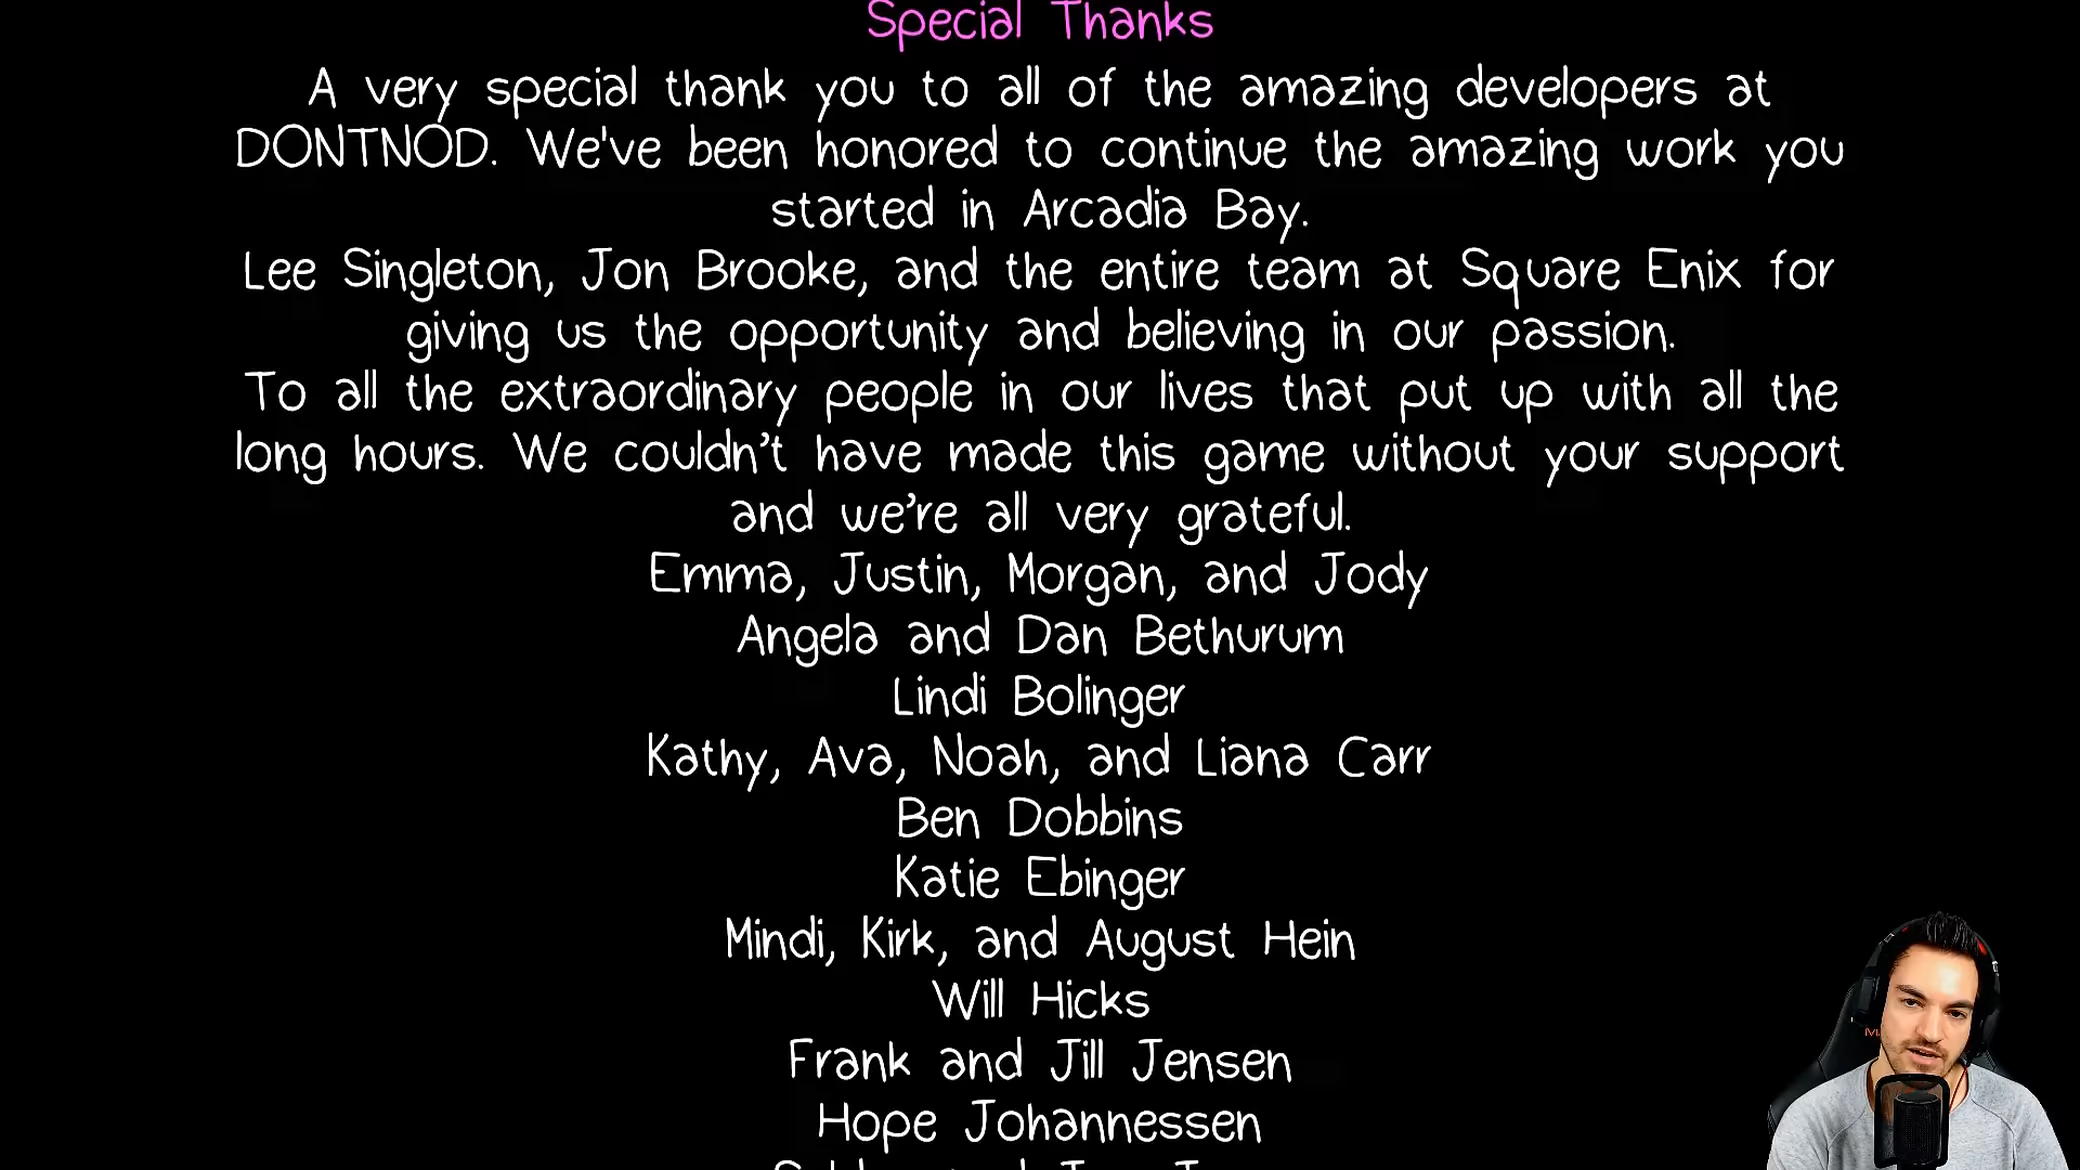 Special Thanks
A very special thank you to all of the amazing developers at
DONTNOD. We've been honored to continue the amazing work you
started in Arcadia Bay.
Lee Singleton, Jon Brooke, and the entire team at Square Enix for
giving us the opportunity and believing in our passion.
To all the extraordinary people in our lives that put up with all the
long hours. We couldn’t have made this game without your support
and we’re all very grateful.
Emma, Justin, Morgan, and Jody
Angela and Dan Bethurum
Lindi Bolinger
Kathy, Ava, Noah, and Liana Carr
Ben Dobbins
Katie Ebinger
Mindi, Kirk, and August Hein
Will Hicks
Frank and Jill Jensen
Hope Johannessen